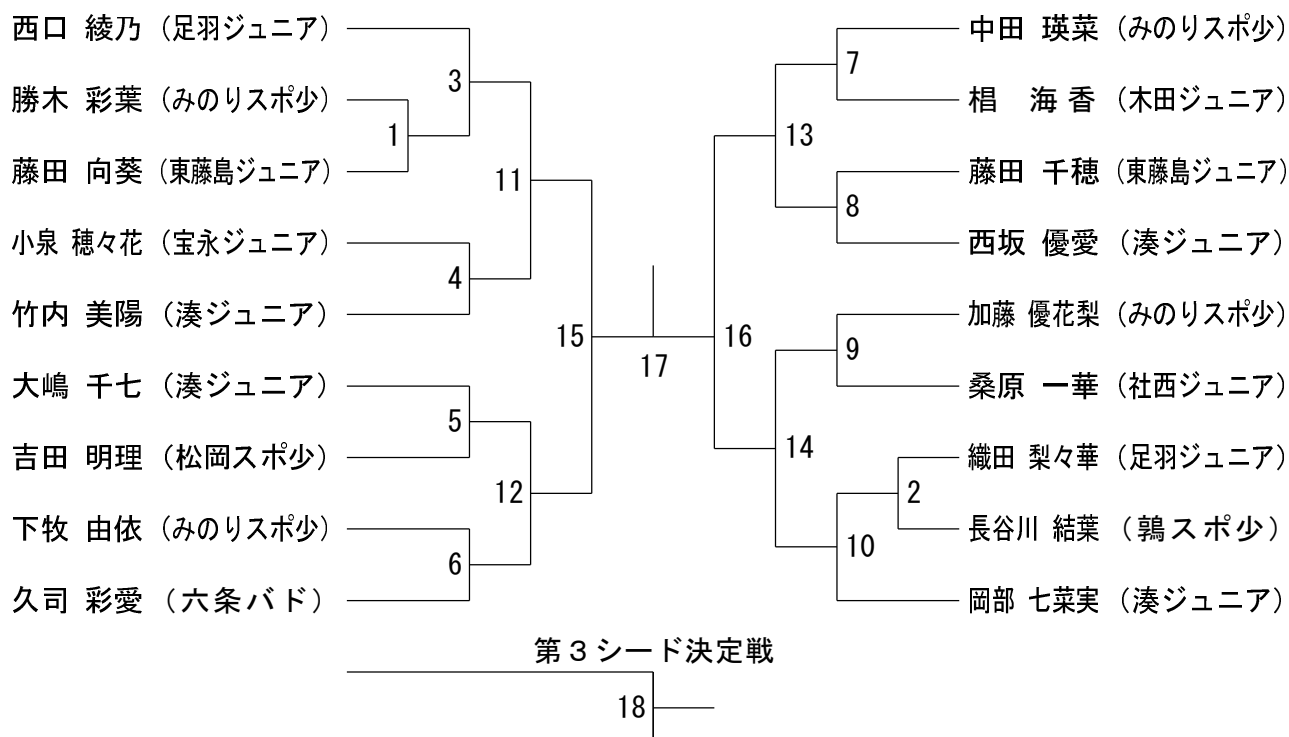 西口 綾乃 (足羽ジュニア)
3
勝木 彩葉 (みのりスポ少)
1
藤田 向葵 (東藤島ジュニア)
11
小泉 穂々花 (宝永ジュニア)
4
竹内 美陽 (湊ジュニア)
15
大嶋 千七 (湊ジュニア)
5
吉田 明理 (松岡スポ少)
12
下牧 由依 (みのりスポ少)
6
久司 彩愛 (六条バド)
17
中田 瑛菜 (みのりスポ少)
7
椙 海香 (木田ジュニア)
13
藤田 千穂 (東藤島ジュニア)
8
西坂 優愛 (湊ジュニア)
16
加藤 優花梨 (みのりスポ少)
9
桑原 一華 (社西ジュニア)
14
織田 梨々華 (足羽ジュニア)
2
長谷川 結葉 (鶉スポ少)
10
岡部 七菜実 (湊ジュニア)
第3シード決定戦
18